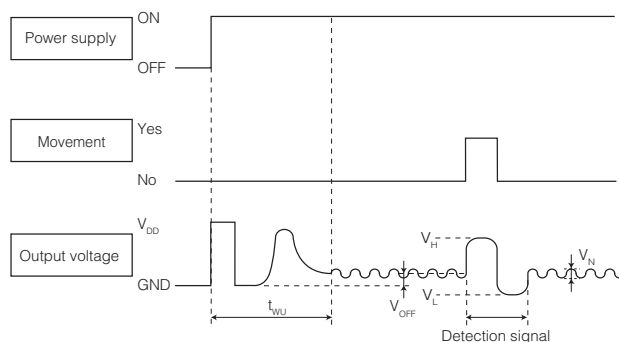 Power supply
ON
OFF
Movement
Yes
No
Output voltage
V_DD
GND
V_H
V_L
V_OFF
V_N
t_WU
Detection signal